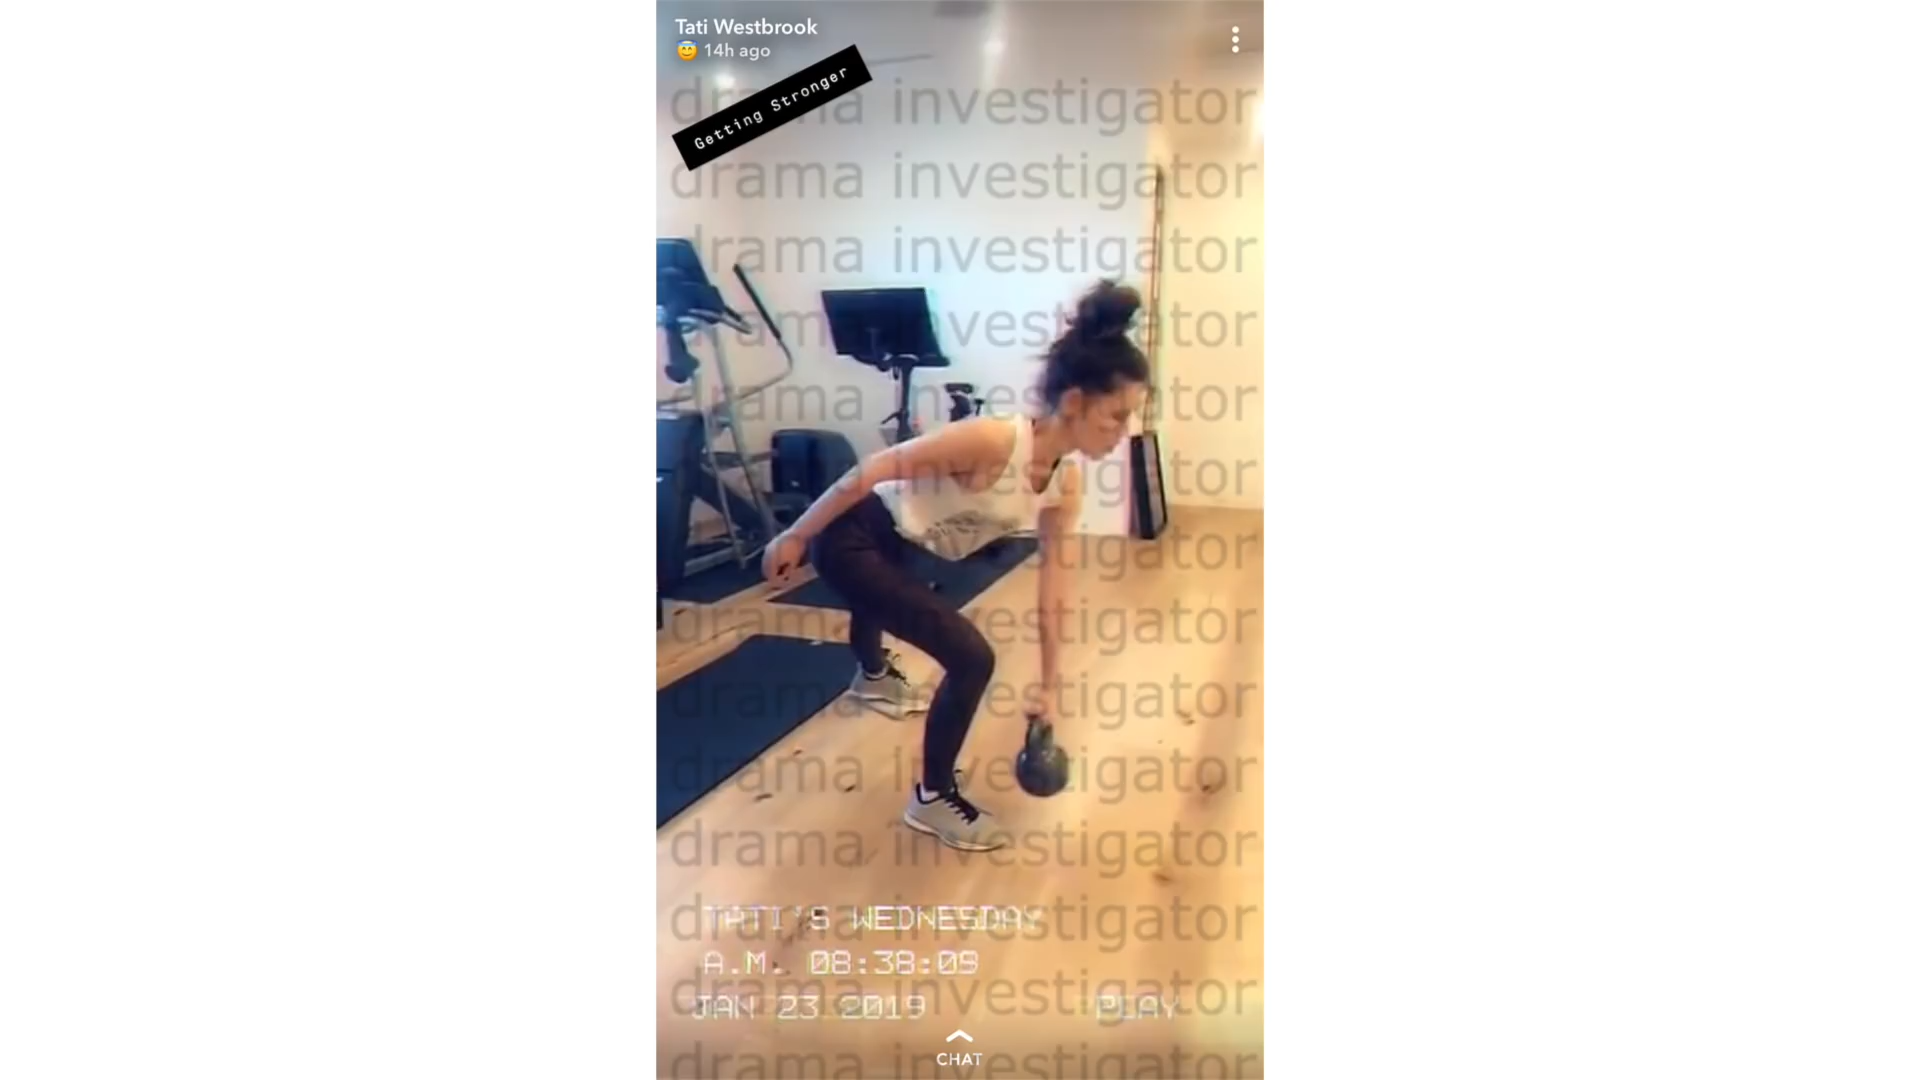 Tati Westbrook
😇 14h ago
Getting Stronger
drama investigator
drama investigator
drama investigator
drama investigator
drama investigator
drama investigator
drama investigator
drama investigator
drama investigator
drama investigator
drama investigator
drama investigator
TATI'S WEDNESDAY
A.M. 08:38:09
drama investigator
JAN 23 2019 PLAY
CHAT
drama investigator